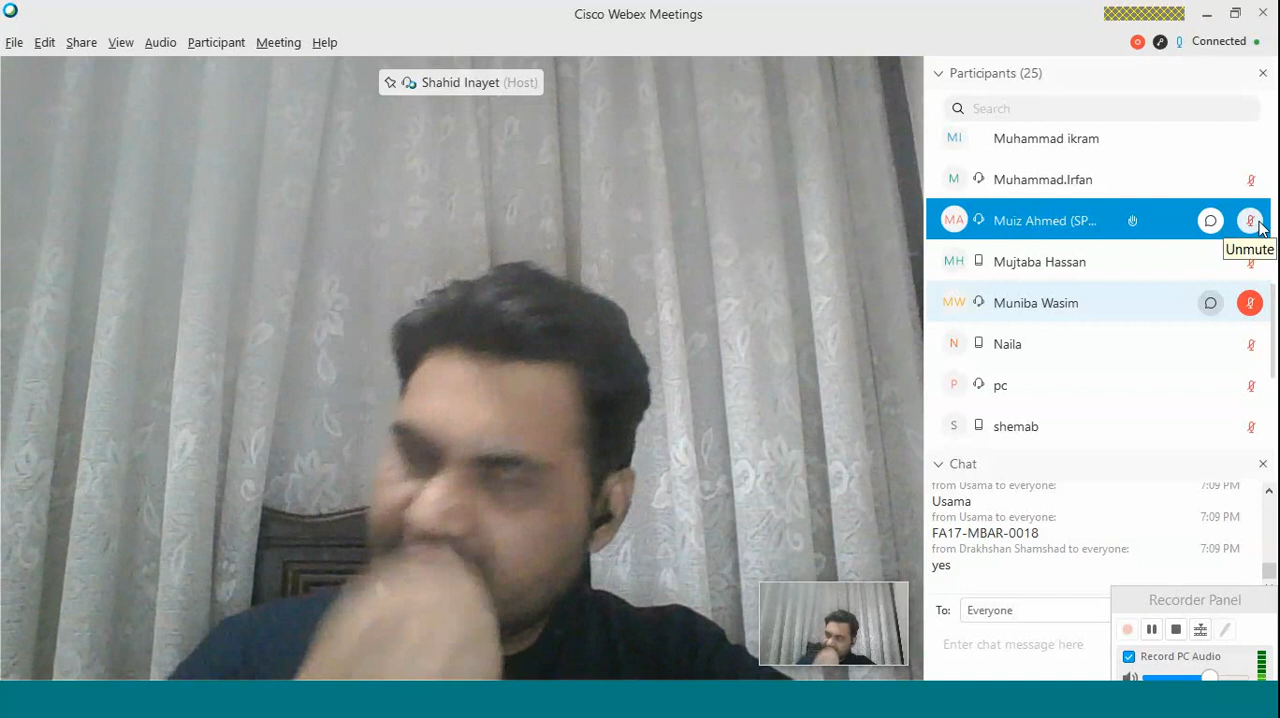 Cisco Webex Meetings
File Edit Share View Audio Participant Meeting Help
Connected
Shahid Inayet (Host)
Participants (25)
Search
MI Muhammad ikram
M Muhammad.Irfan
MA Muiz Ahmed (SP...
Unmute
MH Mujtaba Hassan
MW Muniba Wasim
N Naila
P pc
S shemab
Chat
from Usama to everyone: 7:09 PM
Usama
from Usama to everyone: 7:09 PM
FA17-MBAR-0018
from Drakhshan Shamshad to everyone: 7:09 PM
yes
To: Everyone
Enter chat message here
Recorder Panel
Record PC Audio